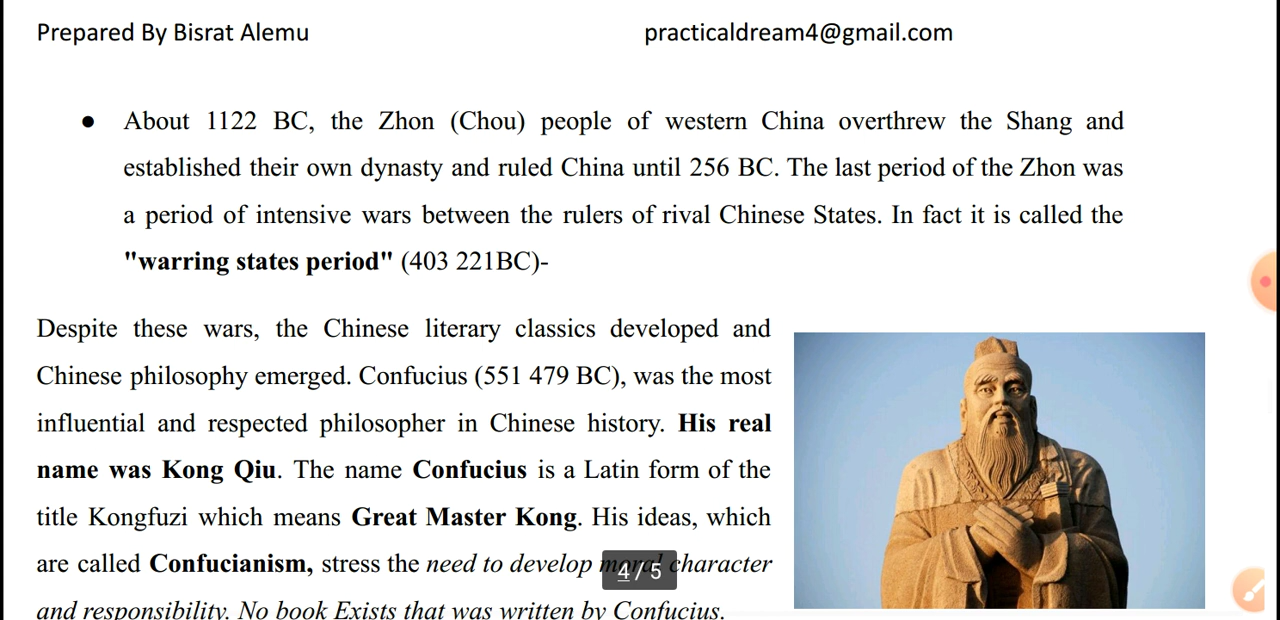 Prepared By Bisrat Alemu practicaldream4@gmail.com
● About 1122 BC, the Zhon (Chou) people of western China overthrew the Shang and
established their own dynasty and ruled China until 256 BC. The last period of the Zhon was
a period of intensive wars between the rulers of rival Chinese States. In fact it is called the
"warring states period" (403 221BC)-
Despite these wars, the Chinese literary classics developed and
Chinese philosophy emerged. Confucius (551 479 BC), was the most
influential and respected philosopher in Chinese history. His real
name was Kong Qiu. The name Confucius is a Latin form of the
title Kongfuzi which means Great Master Kong. His ideas, which
are called Confucianism, stress the need to develop moral character
4/5
and responsibility. No book Exists that was written by Confucius.